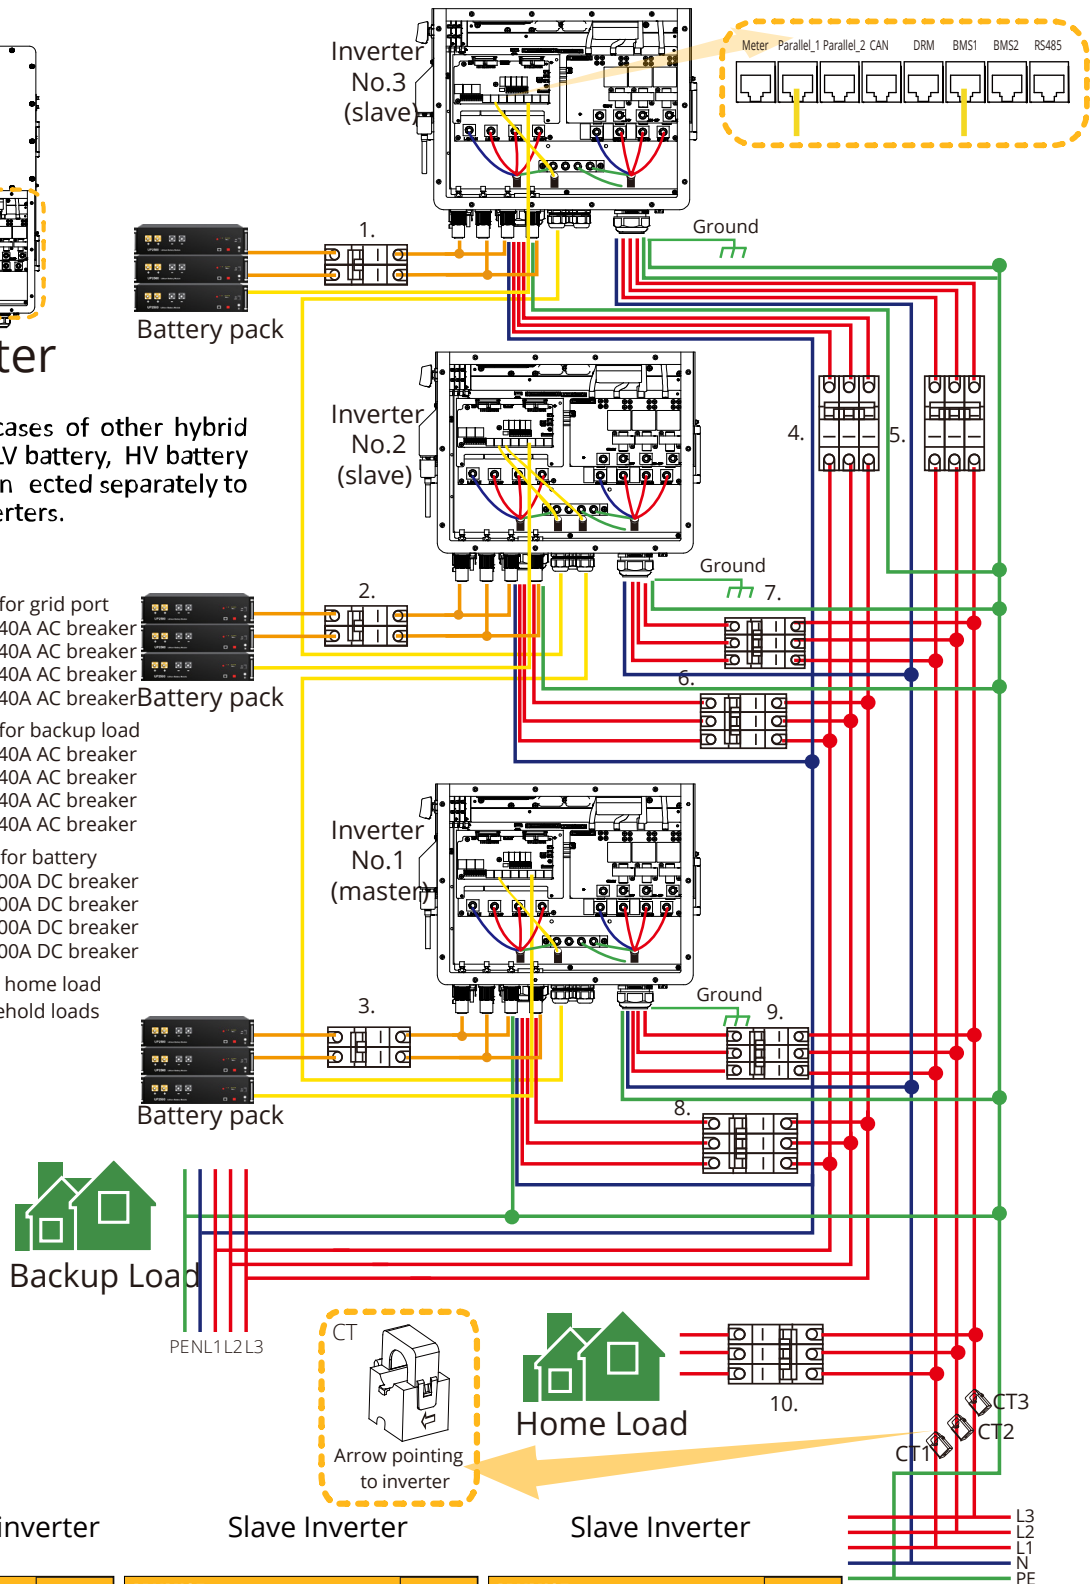 Inverter
No.3
(slave)
Meter Parallel_1 Parallel_2 CAN DRM BMS1 BMS2 RS485
Ground
1.
Battery pack
ter
Inverter
No.2
(slave)
4.
5.
cases of other hybrid
LV battery, HV battery
n ected separately to
erters.
Ground
7.
2.
for grid port
40A AC breaker
40A AC breaker
40A AC breaker
40A AC breaker
Battery pack
6.
for backup load
40A AC breaker
40A AC breaker
40A AC breaker
40A AC breaker
Inverter
No.1
(master)
for battery
00A DC breaker
00A DC breaker
00A DC breaker
00A DC breaker
home load
ehold loads
Ground
9.
3.
Battery pack
8.
Backup Load
PE N L1 L2 L3
CT
Arrow pointing
to inverter
Home Load
10.
CT3
CT2
CT1
inverter
Slave Inverter
Slave Inverter
L3
L2
L1
N
PE